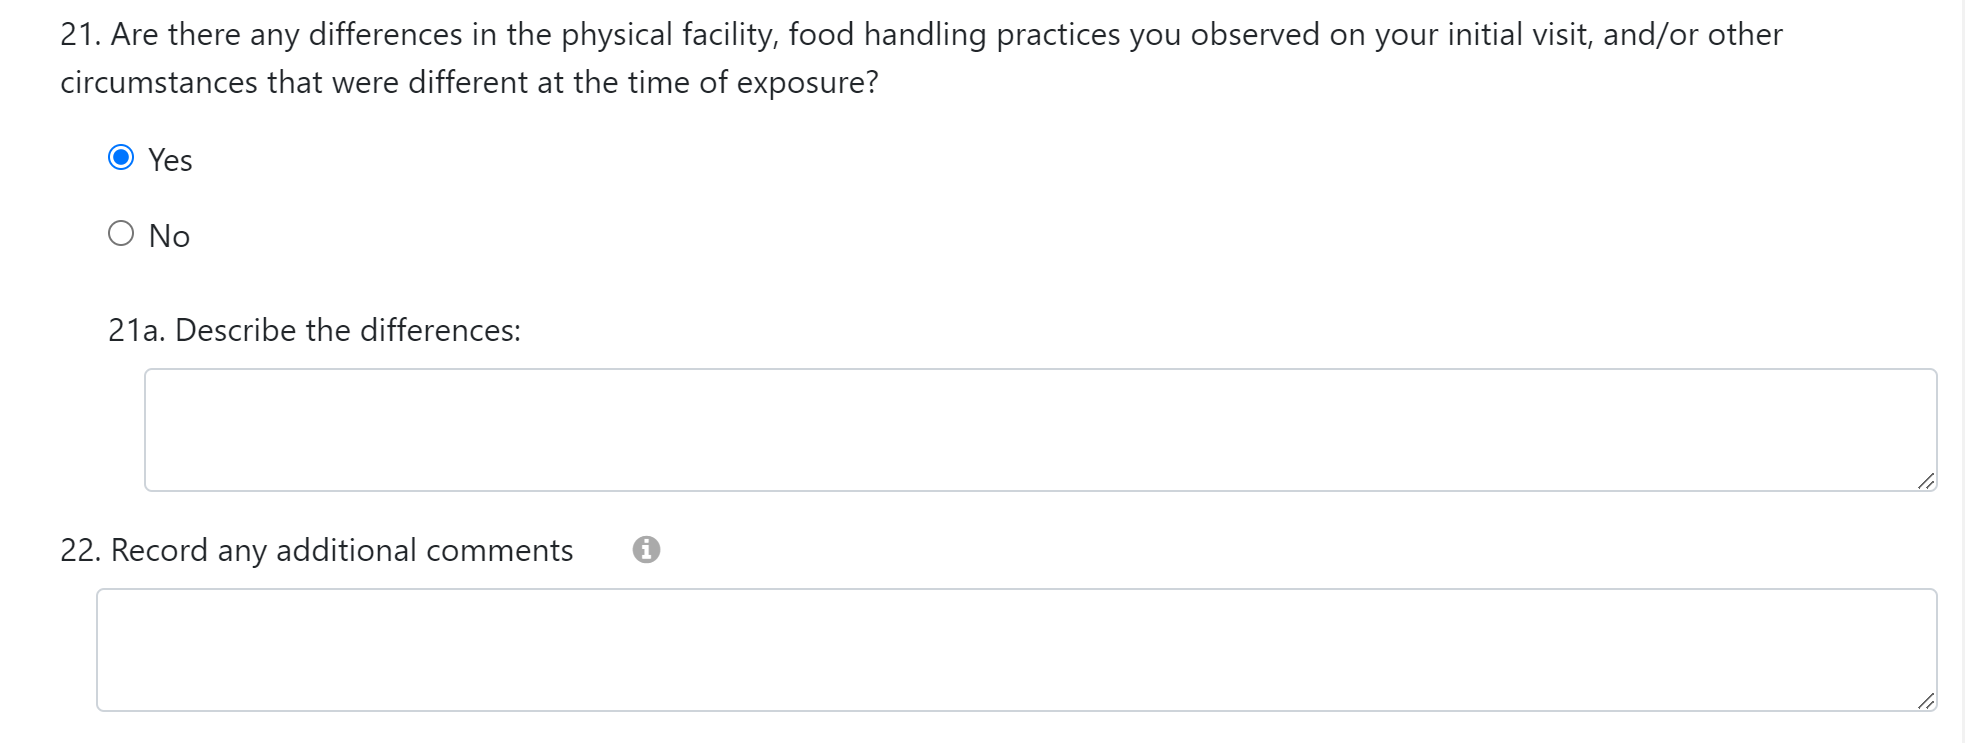 21. Are there any differences in the physical facility, food handling practices you observed on your initial visit, and/or other
circumstances that were different at the time of exposure?
Yes
No
21a. Describe the differences:
22. Record any additional comments